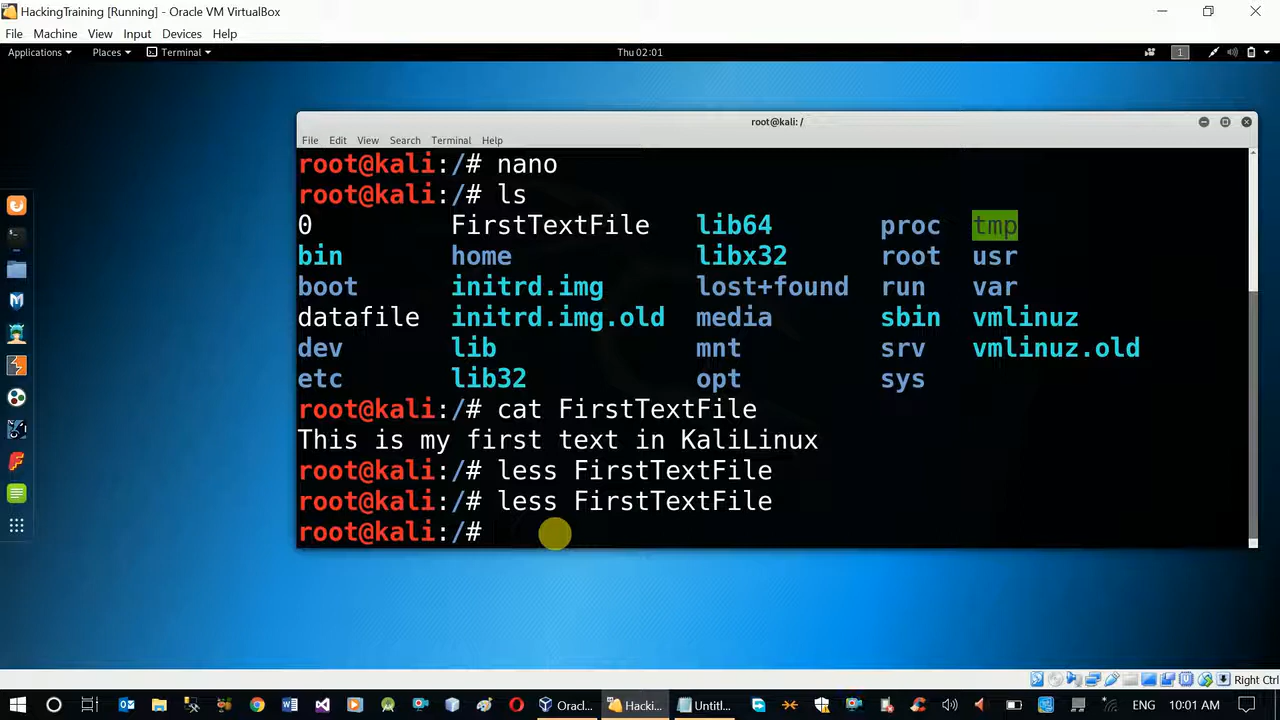 HackingTraining [Running] - Oracle VM VirtualBox
File Machine View Input Devices Help
Applications Places Terminal Thu 02:01 1
root@kali: /
File Edit View Search Terminal Help
root@kali:/# nano
root@kali:/# ls
0 FirstTextFile lib64 proc tmp
bin home libx32 root usr
boot initrd.img lost+found run var
datafile initrd.img.old media sbin vmlinuz
dev lib mnt srv vmlinuz.old
etc lib32 opt sys
root@kali:/# cat FirstTextFile
This is my first text in KaliLinux
root@kali:/# less FirstTextFile
root@kali:/# less FirstTextFile
root@kali:/#
Right Ctrl
Oracl... Hacki... Untitl... ENG 10:01 AM